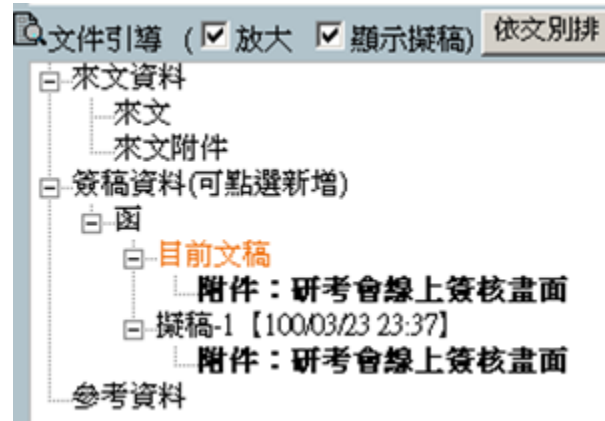 文件引導 (放大 顯示擬稿) 依文別排
來文資料
來文
來文附件
簽稿資料(可點選新增)
函
目前文稿
附件：研考會線上簽核畫面
擬稿-1【100/03/23 23:37】
附件：研考會線上簽核畫面
參考資料